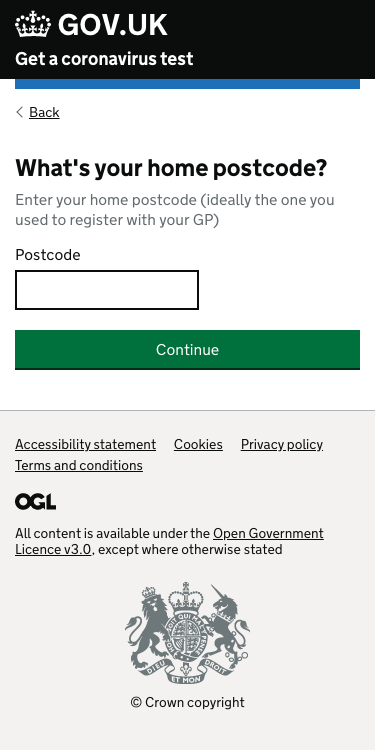 GOV.UK
Get a coronavirus test
Back
What's your home postcode?
Enter your home postcode (ideally the one you
used to register with your GP)
Postcode
Continue
Accessibility statement Cookies Privacy policy
Terms and conditions
OGL
All content is available under the Open Government
Licence v3.0, except where otherwise stated
DIEU ET MON DROIT
© Crown copyright